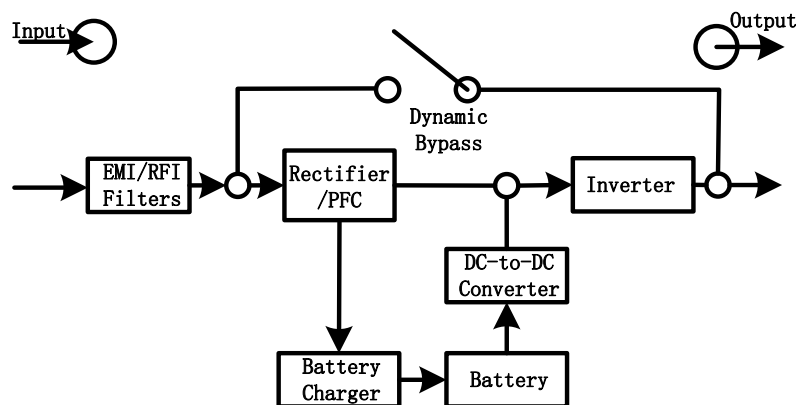 Input
Output
Dynamic
Bypass
EMI/RFI
Filters
Rectifier
/PFC
Inverter
DC-to-DC
Converter
Battery
Charger
Battery